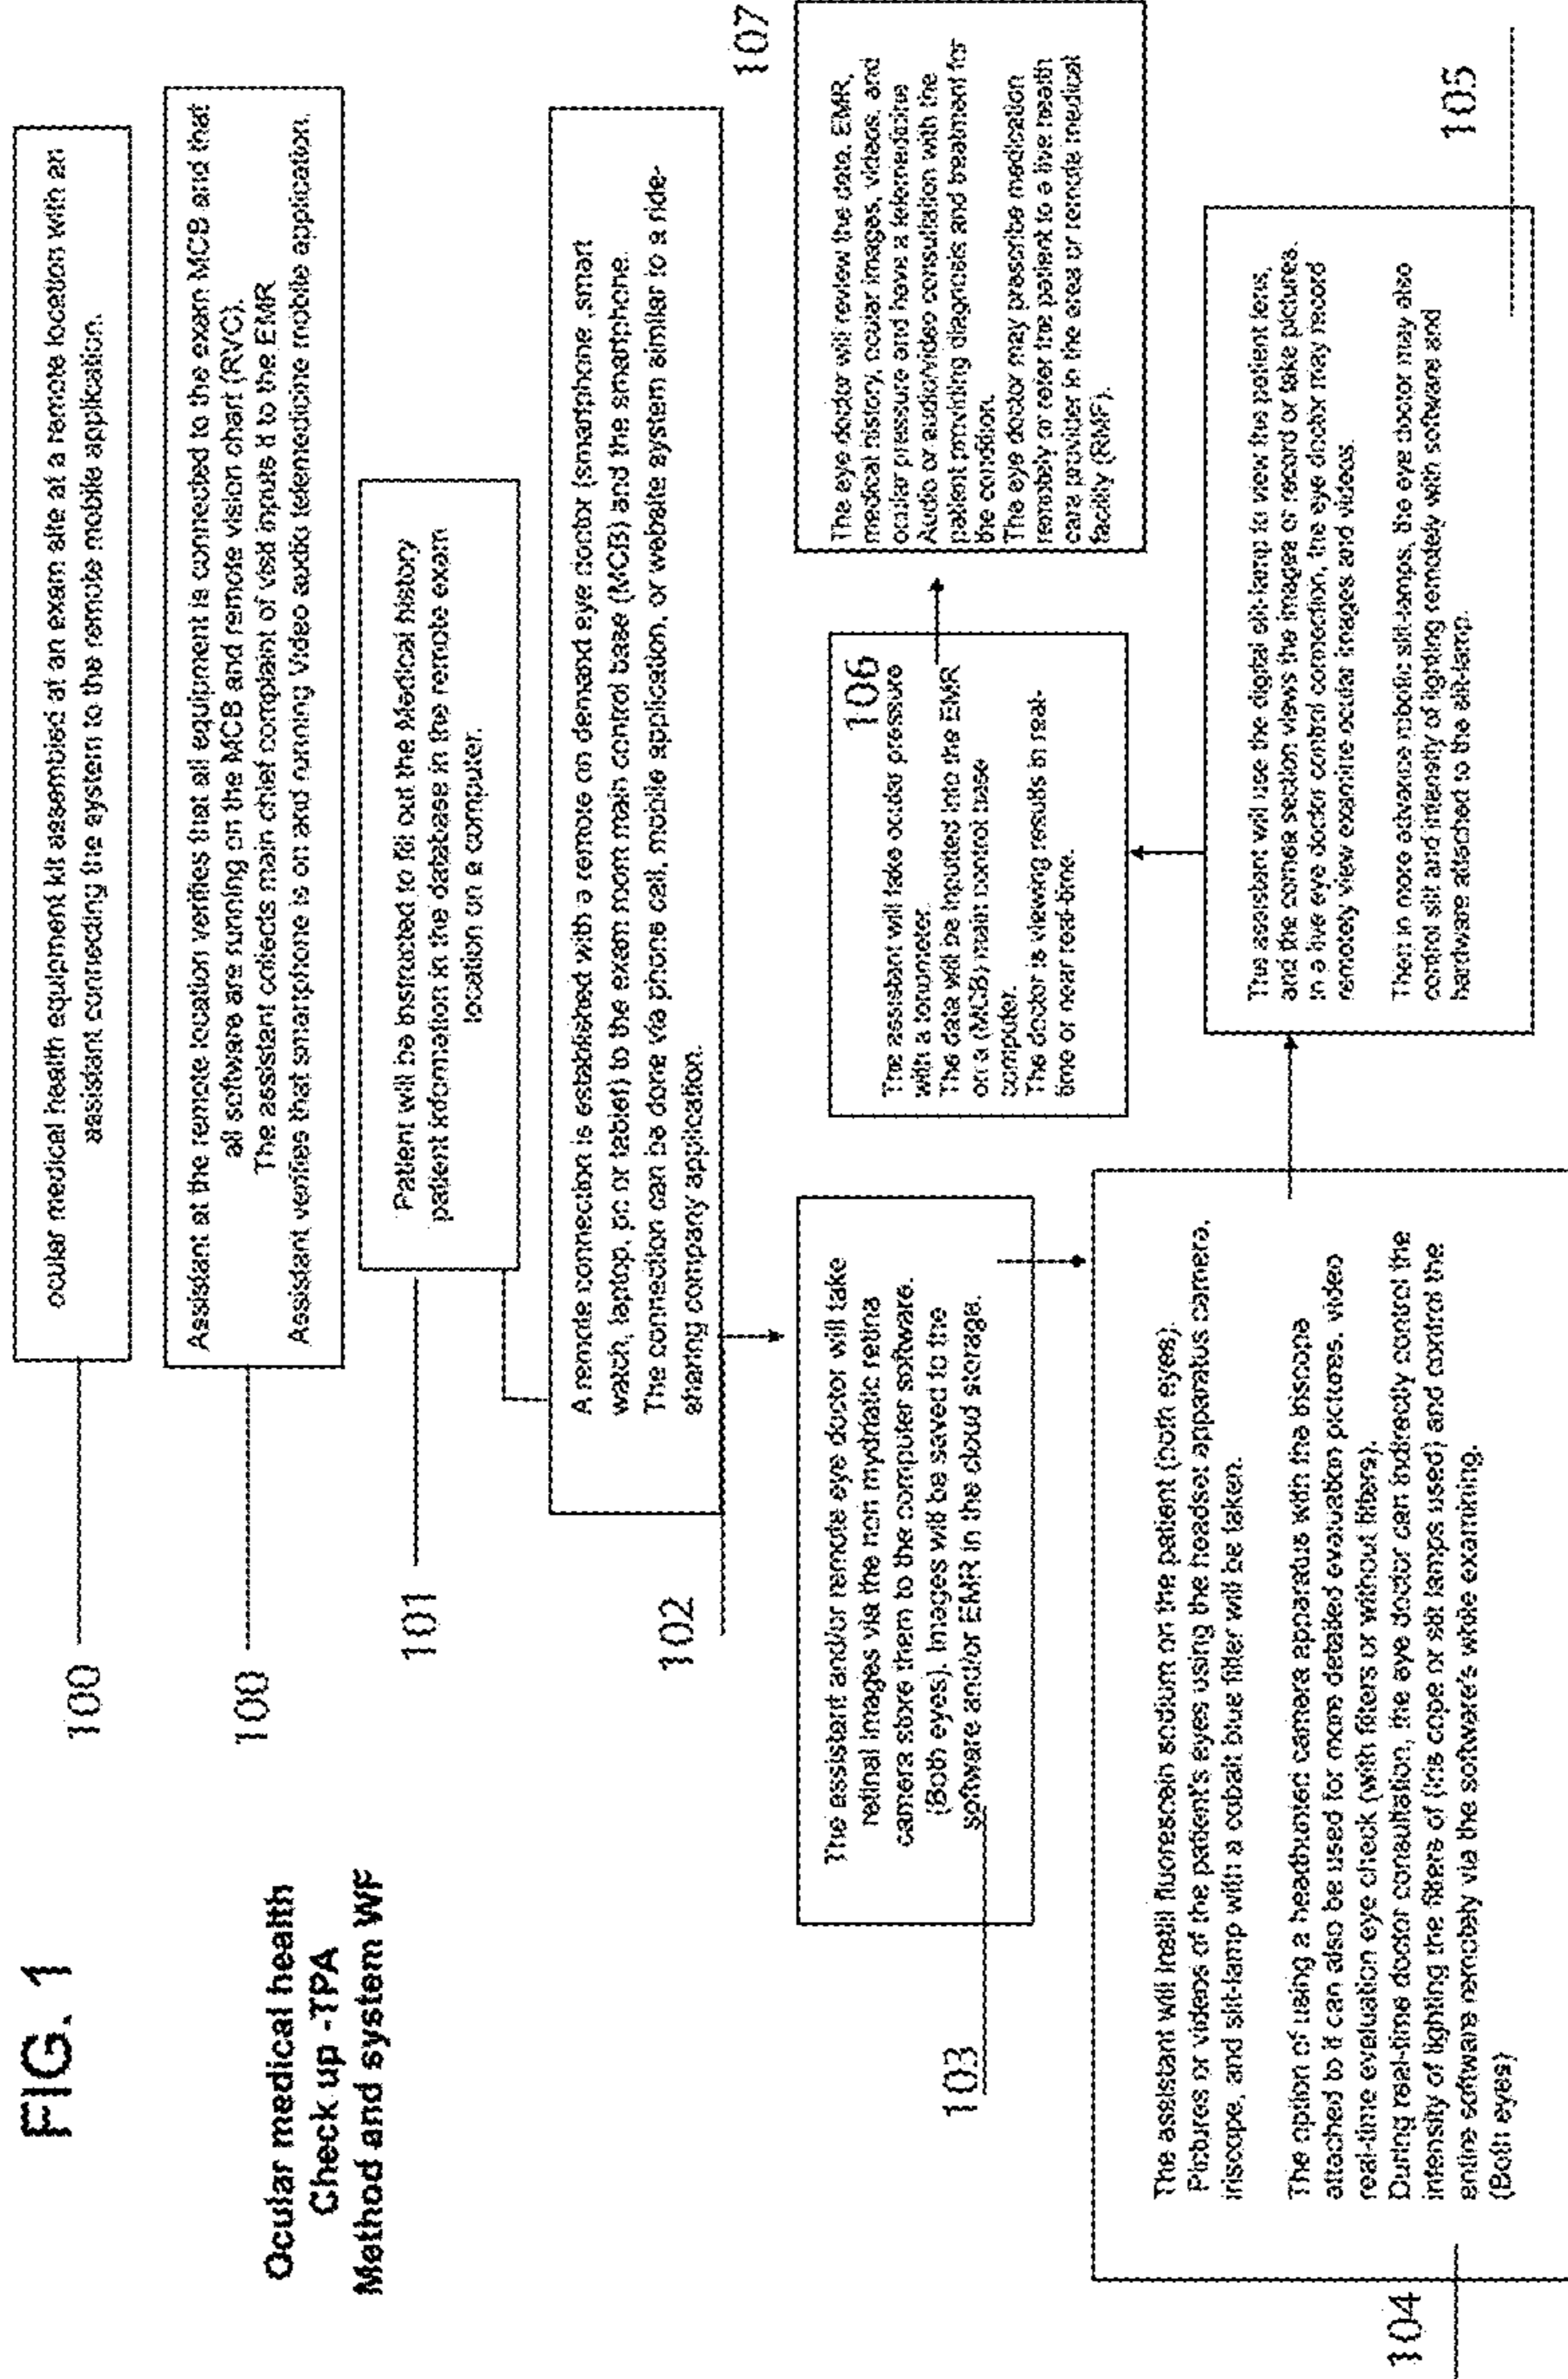 FIG. 1
Ocular medical health
Check up -TPA
Method and system WF
100
ocular medical health equipment kit assembled at an exam site at a remote location with an
assistant connecting the system to the remote mobile application.
100
Assistant at the remote location verifies that all equipment is connected to the exam MCB and that
all software are running on the MCB and remote vision chart (RVC).
The assistant collects main chief complaint of visit inputs it to the EMR
Assistant verifies that smartphone is on and running Video audio telemedicine mobile application.
101
Patient will be instructed to fill out the Medical history
patient information in the database in the remote exam
location on a computer.
102
A remote connection is established with a remote on demand eye doctor (smartphone ,smart
watch, laptop, pc or tablet) to the exam room main control base (MCB) and the smartphone.
The connection can be done via phone call, mobile application, or website system similar to a ride-
sharing company application.
103
The assistant and/or remote eye doctor will take
retinal images via the non mydriatic retina
camera store them to the computer software.
(Both eyes). Images will be saved to the
software and/or EMR in the cloud storage.
104
The assistant will instill fluorescein sodium on the patient (both eyes).
Pictures or videos of the patient's eyes using the headset apparatus camera,
iriscope, and slit-lamp with a cobalt blue filter will be taken.
The option of using a headhunted camera apparatus with the
attached to it can also be used for more detailed evaluation pictures. video
real-time evaluation eye check (with filters or without filters).
During real-time doctor consultation, the eye doctor can indirectly control the
intensity of lighting the filters of (iris cope or slit lamps used) and control the
entire software remotely via the software's while examining.
(Both eyes)
105
The assistant will use the digital slit-lamp to view the patient lens,
and the cornea section views the images or record or take pictures.
In a live eye doctor control connection, the eye doctor may record
remotely view examine ocular images and videos
Then in more advance robotic slit-lamps, the eye doctor may also
control slit and intensity of lighting remotely with software and
hardware attached to the slit-lamp.
106
The assistant will take ocular pressure
with a tonometer.
The data will be inputted into the EMR
on a (MCB) main control base
computer.
The doctor is viewing results in real-
time or near real-time.
107
The eye doctor will review the data, EMR,
medical history, ocular images, videos, and
ocular pressure and have a telemedicine
Audio or audio/video consultation with the
patient providing diagnosis and treatment for
the condition.
The eye doctor may prescribe medication
remotely or refer the patient to a live health
care provider in the area or remote medical
facility (RMF).